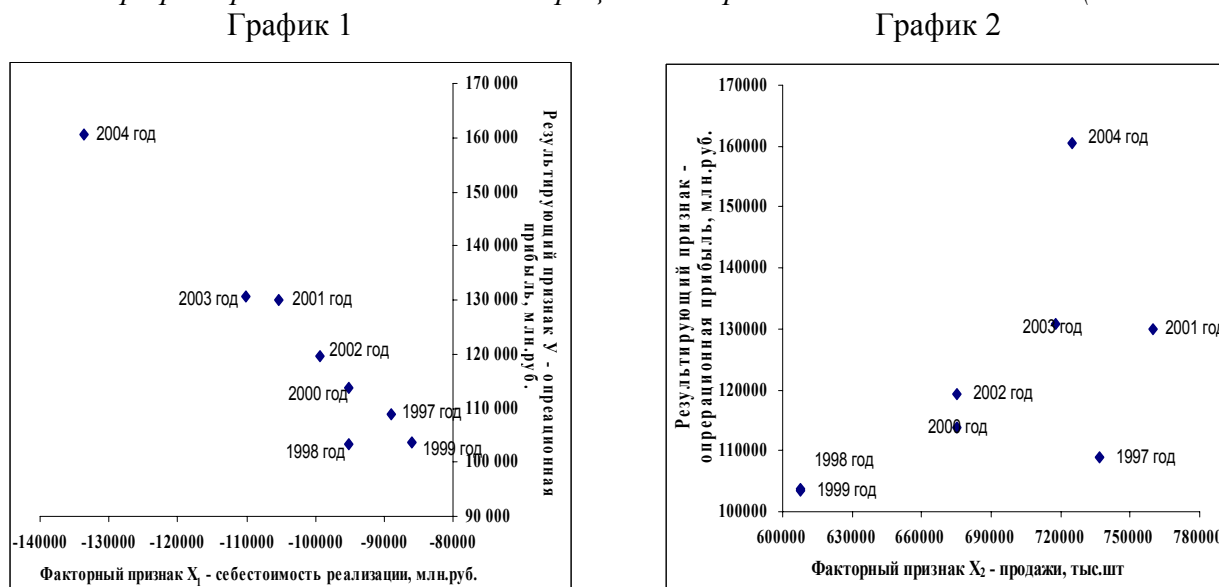 График 1
170 000
160 000
150 000
140 000
130 000
120 000
110 000
100 000
90 000
Результирующий признак У - опреационная
прибыль, млн.руб.
2004 год
2003 год
2001 год
2002 год
2000 год
1997 год
1998 год
1999 год
-140000 -130000 -120000 -110000 -100000 -90000 -80000
Факторный признак X1 - себестоимость реализации, млн.руб.
График 2
Результирующий признак -
опрерационная прибыль, млн.руб.
170000
160000
150000
140000
130000
120000
110000
100000
2004 год
2003 год
2001 год
2002 год
2000 год
1997 год
1998 год
1999 год
600000 630000 660000 690000 720000 750000 780000
Факторный признак X2 - продажи, тыс.шт